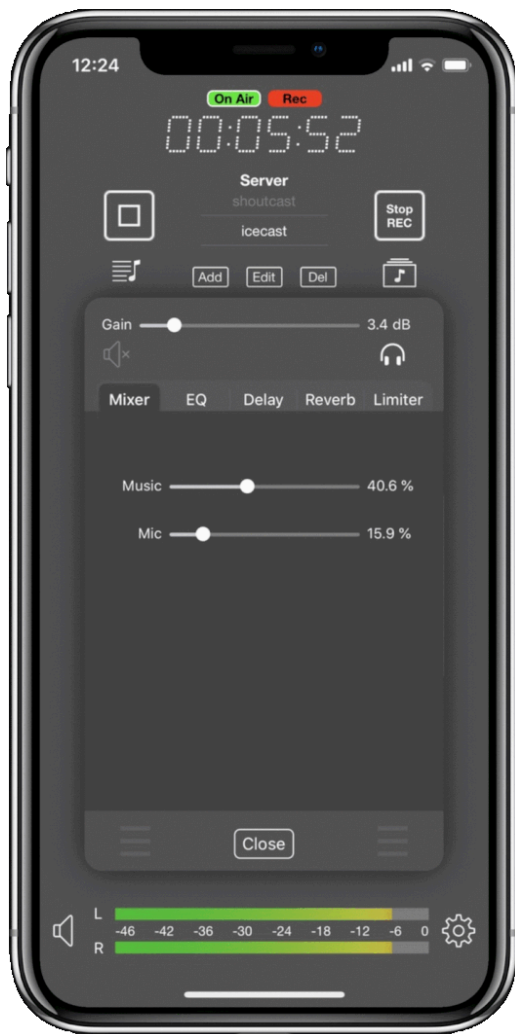 12:24
On Air Rec
00:05:52
Server
shoutcast
icecast
Stop
REC
Add Edit Del
Gain 3.4 dB
Mixer EQ Delay Reverb Limiter
Music 40.6 %
Mic 15.9 %
Close
L
-46 -42 -36 -30 -24 -18 -12 -6 0
R